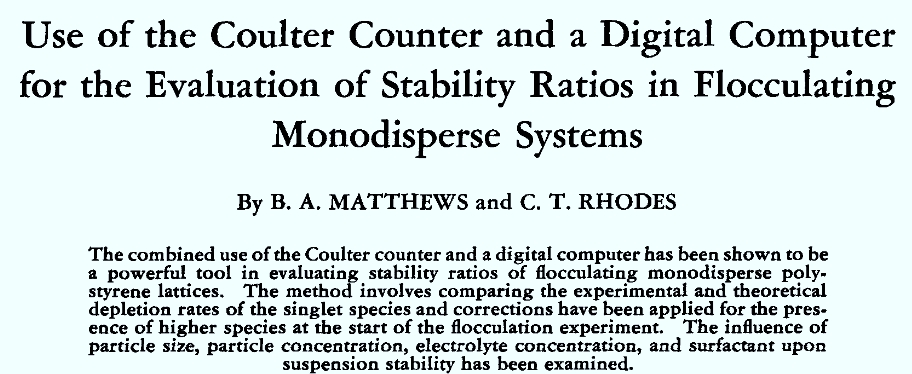 Use of the Coulter Counter and a Digital Computer
for the Evaluation of Stability Ratios in Flocculating
Monodisperse Systems
By B. A. MATTHEWS and C. T. RHODES
The combined use of the Coulter counter and a digital computer has been shown to be
a powerful tool in evaluating stability ratios of flocculating monodisperse poly-
styrene lattices. The method involves comparing the experimental and theoretical
depletion rates of the singlet species and corrections have been applied for the pres-
ence of higher species at the start of the flocculation experiment. The influence of
particle size, particle concentration, electrolyte concentration, and surfactant upon
suspension stability has been examined.